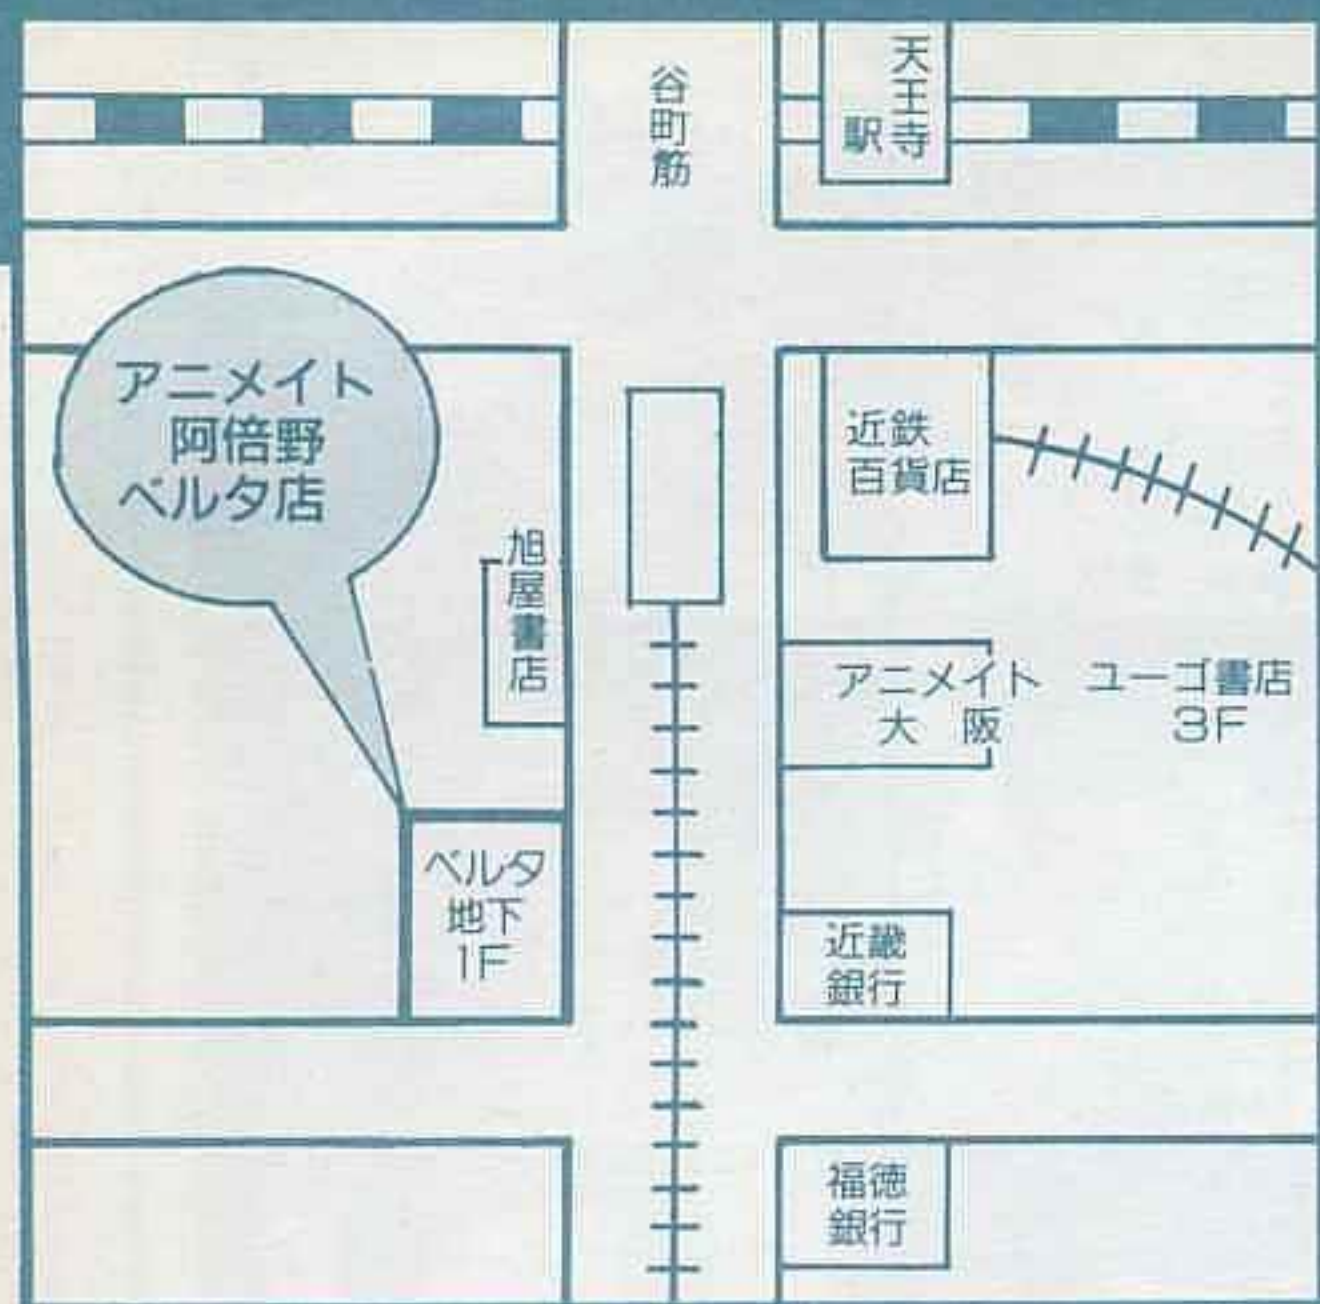 谷町筋
天王寺
駅
アニメイト
阿倍野
ベルタ店
近鉄
百貨店
旭屋書店
アニメイト
大阪
ユーゴ書店
3F
ベルタ
地下
1F
近畿
銀行
福徳
銀行